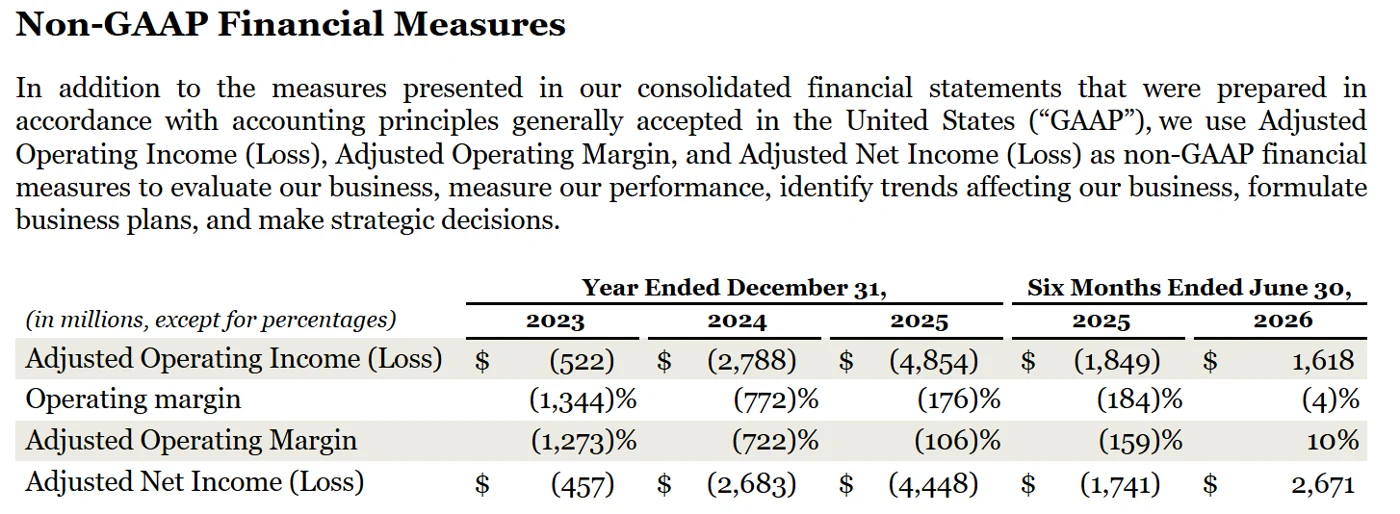 Non-GAAP Financial Measures
In addition to the measures presented in our consolidated financial statements that were prepared in
accordance with accounting principles generally accepted in the United States (“GAAP”), we use Adjusted
Operating Income (Loss), Adjusted Operating Margin, and Adjusted Net Income (Loss) as non-GAAP financial
measures to evaluate our business, measure our performance, identify trends affecting our business, formulate
business plans, and make strategic decisions.
Year Ended December 31, Six Months Ended June 30,
(in millions, except for percentages) 2023 2024 2025 2025 2026
Adjusted Operating Income (Loss) $ (522) $ (2,788) $ (4,854) $ (1,849) $ 1,618
Operating margin (1,344)% (772)% (176)% (184)% (4)%
Adjusted Operating Margin (1,273)% (722)% (106)% (159)% 10%
Adjusted Net Income (Loss) $ (457) $ (2,683) $ (4,448) $ (1,741) $ 2,671